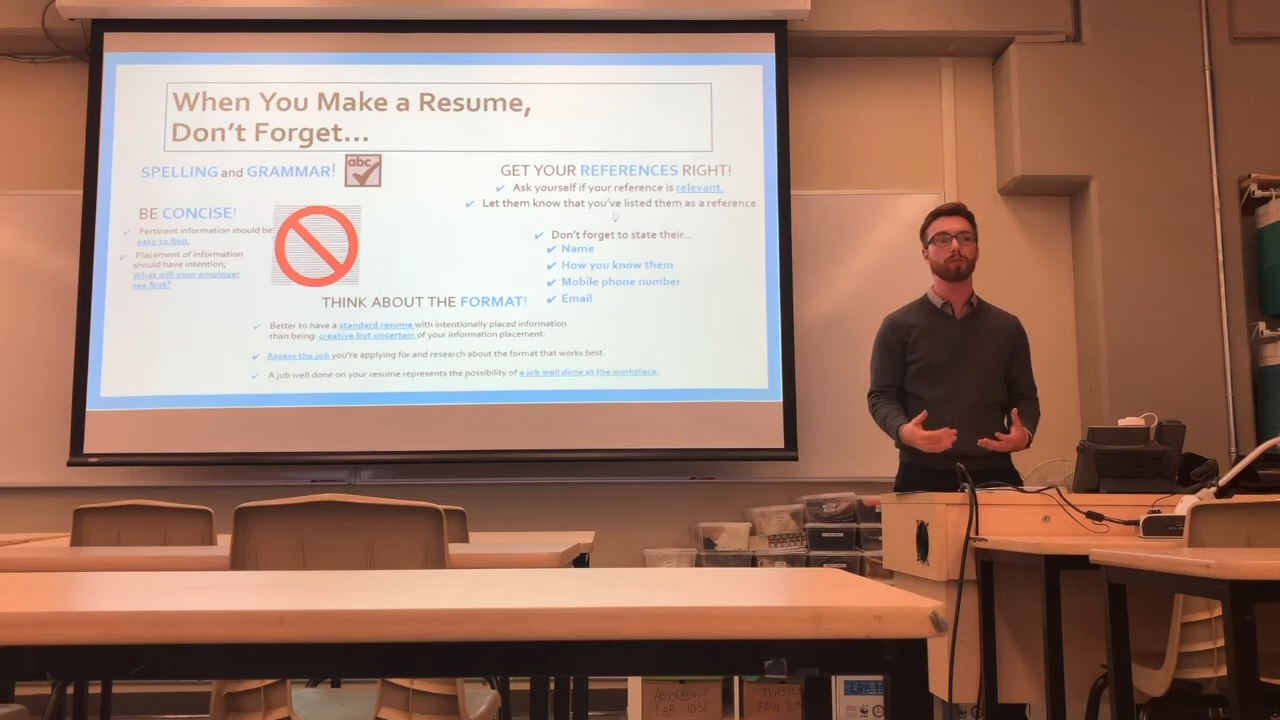 When You Make a Resume,
Don't Forget...
SPELLING and GRAMMAR!
abc
BE CONCISE!
✔ Pertinent information should be
easy to find.
✔ Placement of information
should have intention;
What will your employer
see first?
GET YOUR REFERENCES RIGHT!
✔ Ask yourself if your reference is relevant.
✔ Let them know that you've listed them as a reference.
✔ Don't forget to state their...
✔ Name
✔ How you know them
✔ Mobile phone number
✔ Email
THINK ABOUT THE FORMAT!
✔ Better to have a standard resume with intentionally placed information
than being creative but uncertain of your information placement.
✔ Assess the job you're applying for and research about the format that works best.
✔ A job well done on your resume represents the possibility of a job well done at the workplace.
ABSORBENCY
LAB 1031
TENSILE